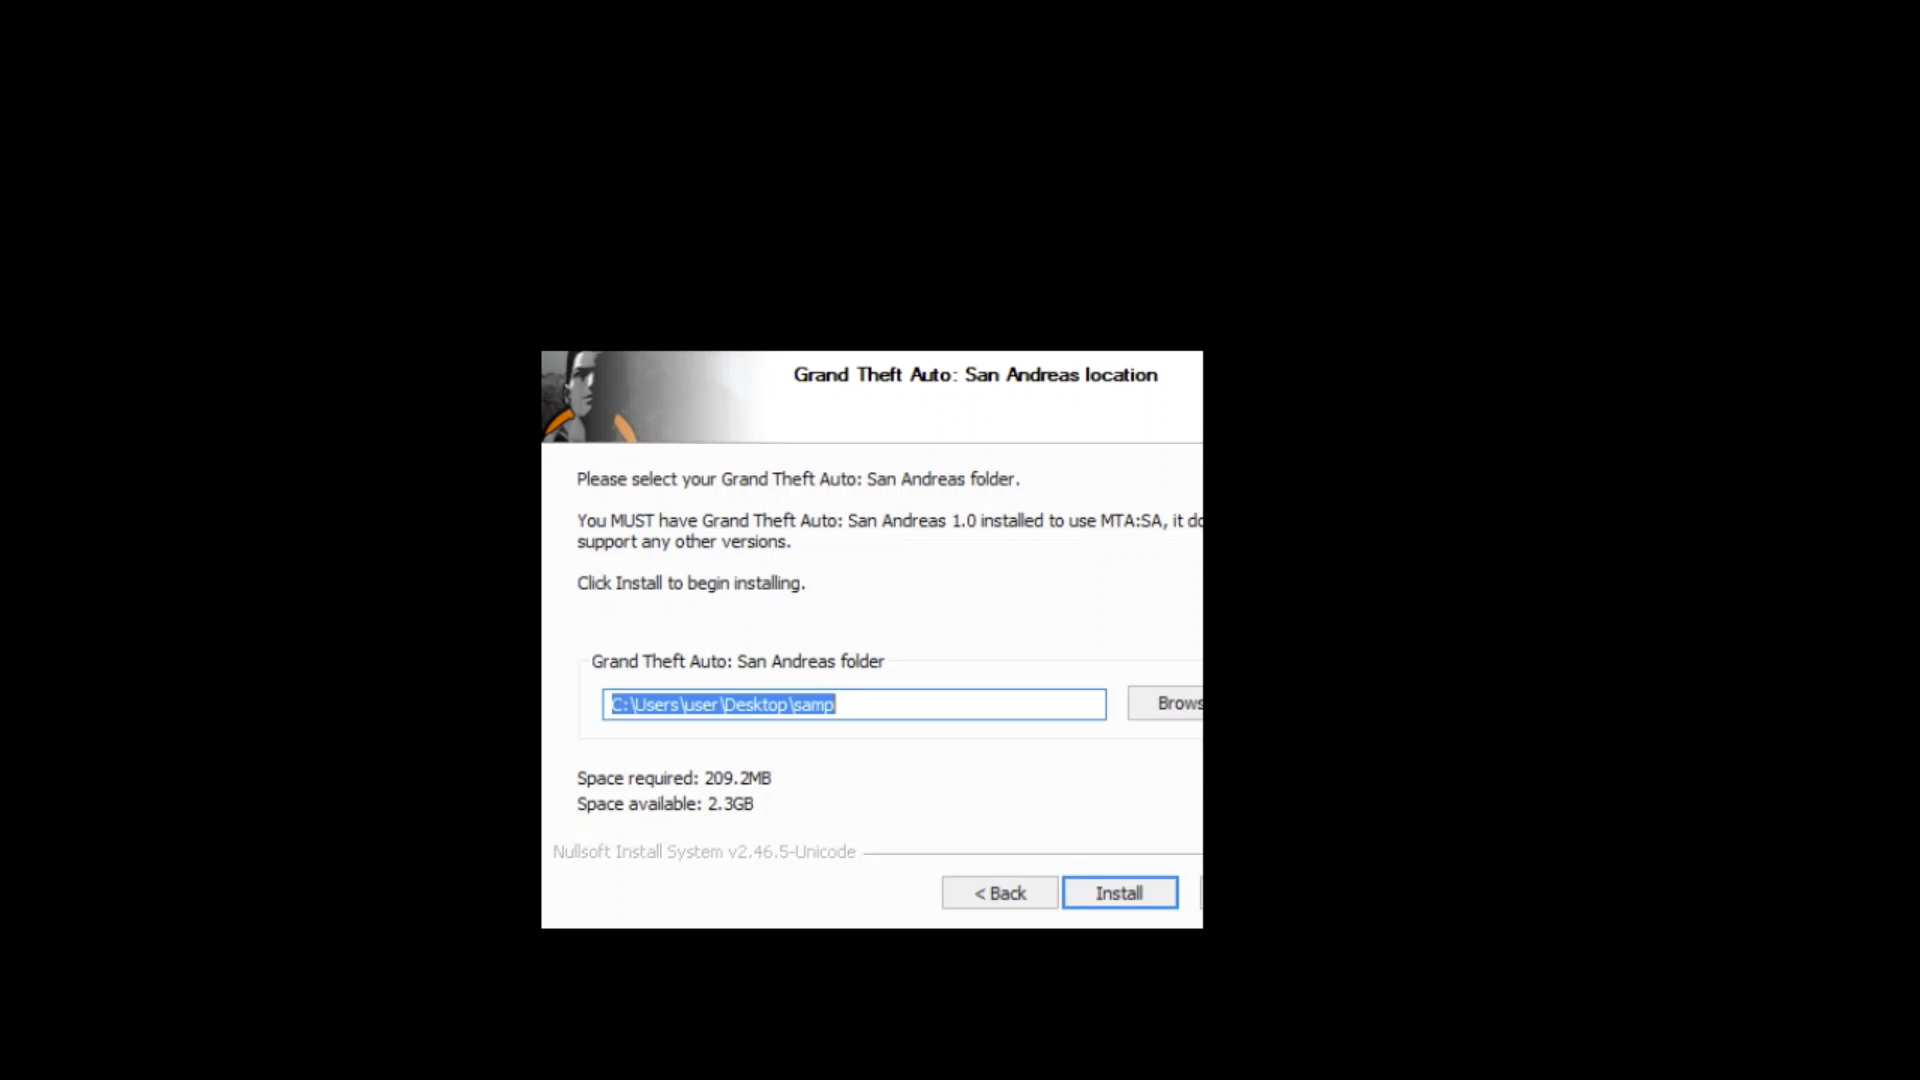 Grand Theft Auto: San Andreas location
Please select your Grand Theft Auto: San Andreas folder.
You MUST have Grand Theft Auto: San Andreas 1.0 installed to use MTA:SA, it do
support any other versions.
Click Install to begin installing.
Grand Theft Auto: San Andreas folder
C:\Users\user\Desktop\samp
Brows
Space required: 209.2MB
Space available: 2.3GB
Nullsoft Install System v2.46.5-Unicode
< Back
Install